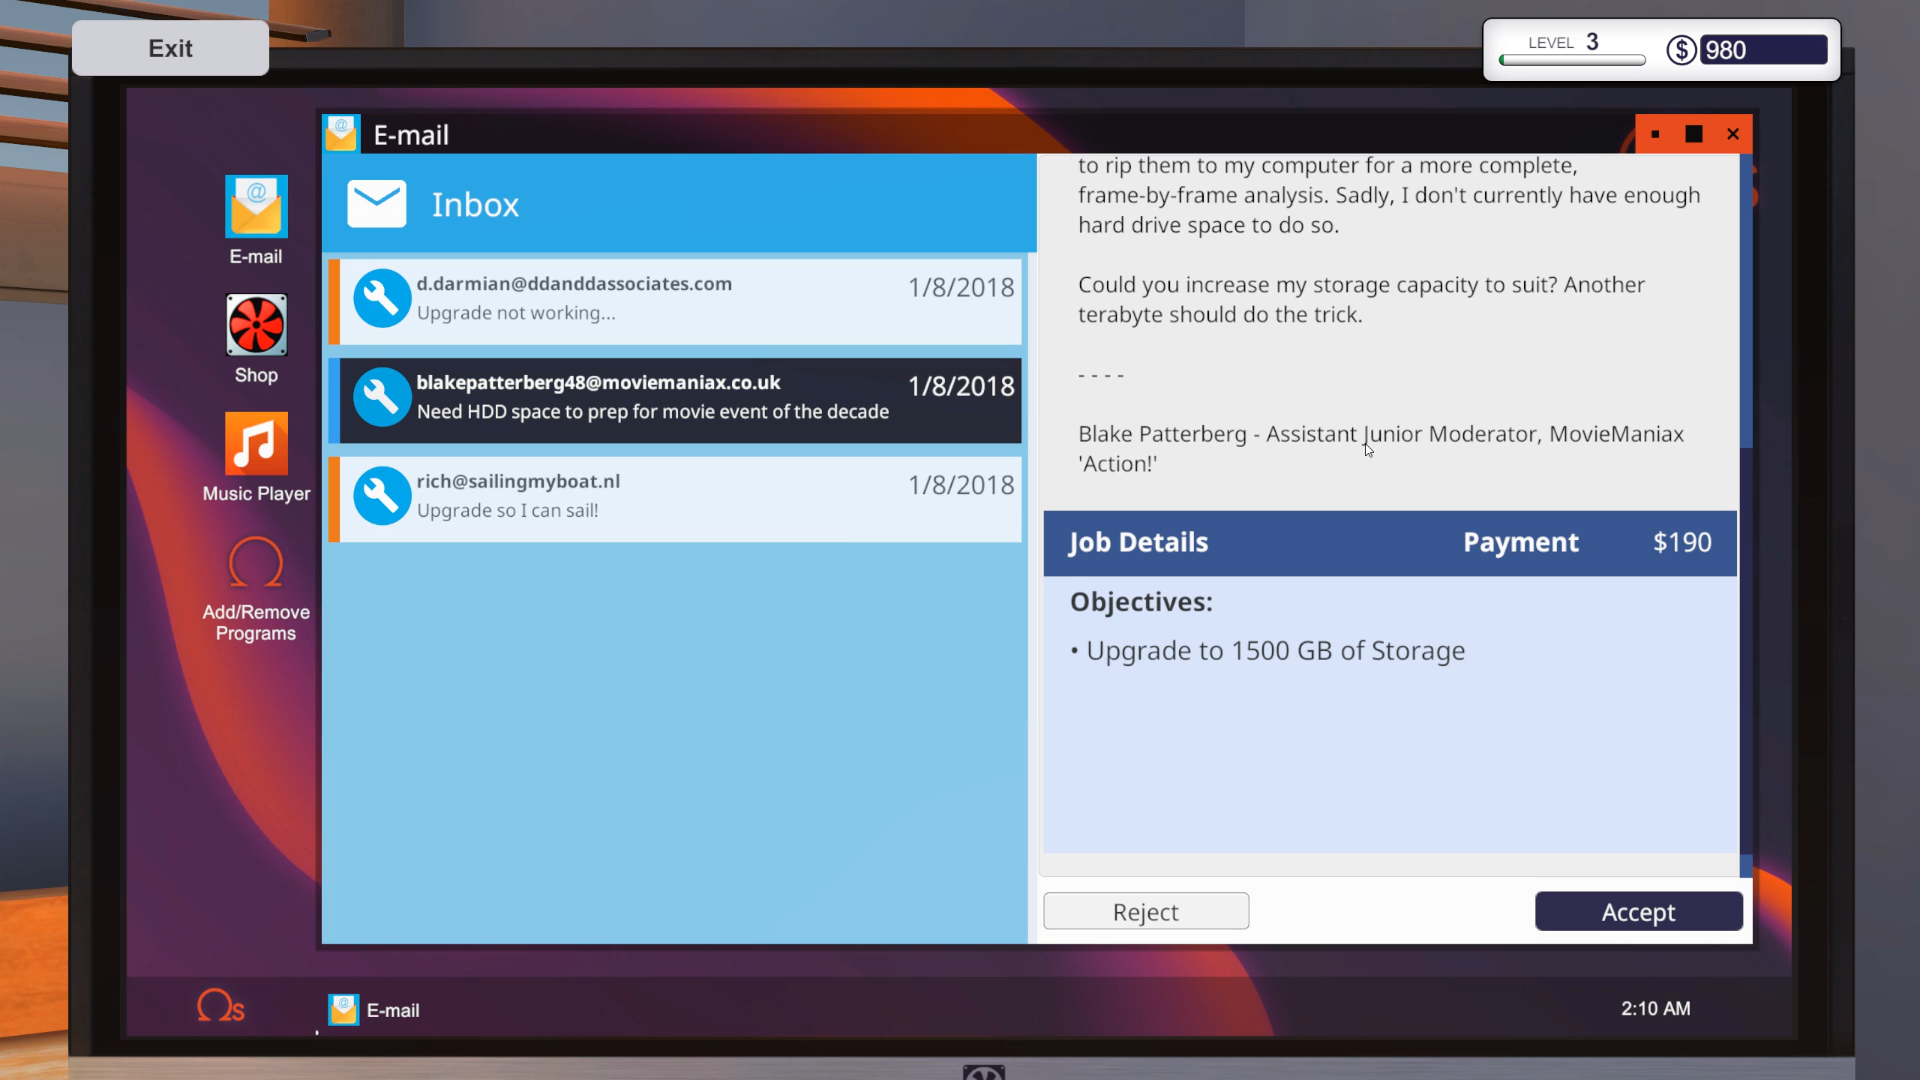 Exit
LEVEL 3
$ 980
E-mail
E-mail
Shop
Music Player
Add/Remove
Programs
Inbox
d.darmian@ddanddassociates.com 1/8/2018
Upgrade not working...
blakepatterberg48@moviemaniax.co.uk 1/8/2018
Need HDD space to prep for movie event of the decade
rich@sailingmyboat.nl 1/8/2018
Upgrade so I can sail!
to rip them to my computer for a more complete,
frame-by-frame analysis. Sadly, I don't currently have enough
hard drive space to do so.
Could you increase my storage capacity to suit? Another
terabyte should do the trick.
- - - -
Blake Patterberg - Assistant Junior Moderator, MovieManiax
'Action!'
Job Details Payment $190
Objectives:
• Upgrade to 1500 GB of Storage
Reject Accept
Ωs E-mail 2:10 AM